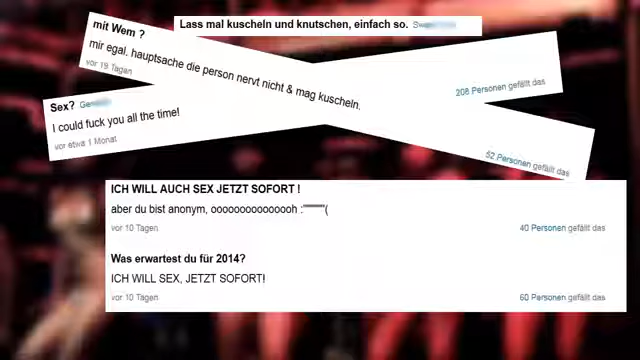 Lass mal kuscheln und knutschen, einfach so.
mit Wem ?
mir egal. hauptsache die person nervt nicht & mag kuscheln.
vor 19 Tagen
52 Personen gefällt das
Sex?
I could fuck you all the time!
vor etwa 1 Monat
208 Personen gefällt das
ICH WILL AUCH SEX JETZT SOFORT !
aber du bist anonym, ooooooooooooooh :'''''''(
vor 10 Tagen
40 Personen gefällt das
Was erwartest du für 2014?
ICH WILL SEX, JETZT SOFORT!
vor 10 Tagen
60 Personen gefällt das